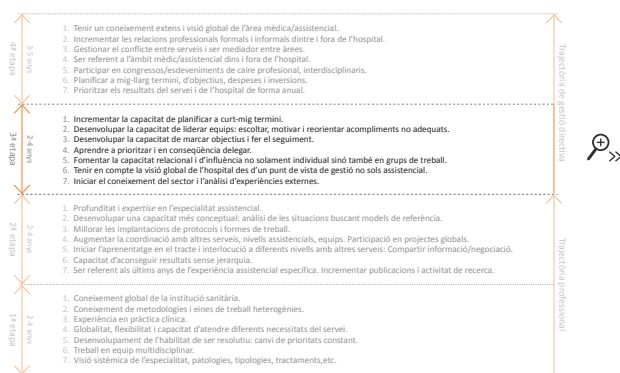 4ª etapa
3-5 anys
1. Tenir un coneixement extens i visió global de l'àrea mèdica/assistencial.
2. Incrementar les relacions professionals formals i informals dintre i fora de l'hospital.
3. Gestionar el conflicte entre serveis i ser mediador entre àrees.
4. Ser referent a l'àmbit mèdic/assistencial dins i fora de l'hospital.
5. Participar en congressos/esdeveniments de caire professional, interdisciplinaris.
6. Planificar a mig-llarg termini, d'objectius, despeses i inversions.
7. Prioritzar els resultats del servei i de l'hospital de forma anual.
Trajectòria de gestió directiva
3ª etapa
2-4 anys
1. Incrementar la capacitat de planificar a curt-mig termini.
2. Desenvolupar la capacitat de liderar equips: escoltar, motivar i reorientar acompliments no adequats.
3. Desenvolupar la capacitat de marcar objectius i fer el seguiment.
4. Aprendre a prioritzar i en conseqüència delegar.
5. Fomentar la capacitat relacional i d'influència no solament individual sinó també en grups de treball.
6. Tenir en compte la visió global de l'hospital des d'un punt de vista de gestió no sols assistencial.
7. Iniciar el coneixement del sector i l'anàlisi d'experiències externes.
2ª etapa
2-4 anys
1. Profunditat i expertise en l'especialitat assistencial.
2. Desenvolupar una capacitat més conceptual: anàlisi de les situacions buscant models de referència.
3. Millorar les implantacions de protocols i formes de treball.
4. Augmentar la coordinació amb altres serveis, nivells assistencials, equips. Participació en projectes globals.
5. Iniciar l'aprenentatge en el tracte i interlocució a diferents nivells amb altres serveis: Compartir informació/negociació.
6. Capacitat d'aconseguir resultats sense jerarquia.
7. Ser referent als últims anys de l'experiència assistencial específica. Incrementar publicacions i activitat de recerca.
Trajectòria professional
1ª etapa
2-4 anys
1. Coneixement global de la institució sanitària.
2. Coneixement de metodologies i eines de treball heterogènies.
3. Experiència en pràctica clínica.
4. Globalitat, flexibilitat i capacitat d'atendre diferents necessitats del servei.
5. Desenvolupament de l'habilitat de ser resolutiu: canvi de prioritats constant.
6. Treball en equip multidisciplinar.
7. Visió sistèmica de l'especialitat, patologies, tipologies, tractaments,etc.